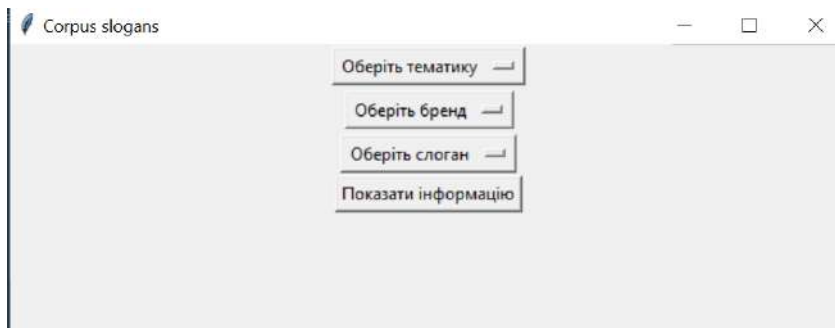 Corpus slogans
Оберіть тематику
Оберіть бренд
Оберіть слоган
Показати інформацію